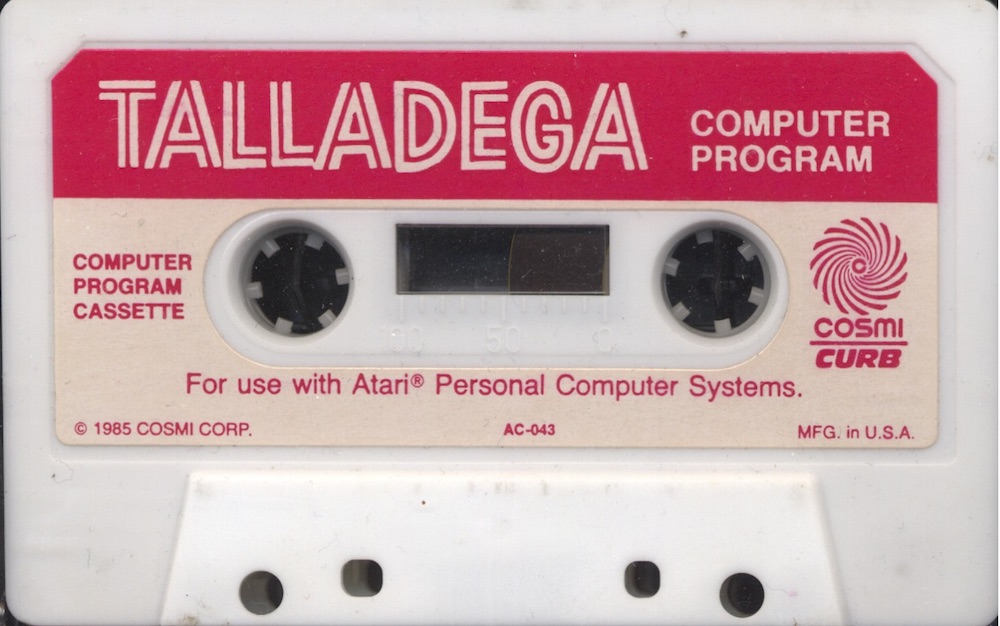 TALLADEGA
COMPUTER
PROGRAM
COMPUTER
PROGRAM
CASSETTE
100 50 0
COSMI
CURB
For use with Atari® Personal Computer Systems.
© 1985 COSMI CORP.
AC-043
MFG. in U.S.A.